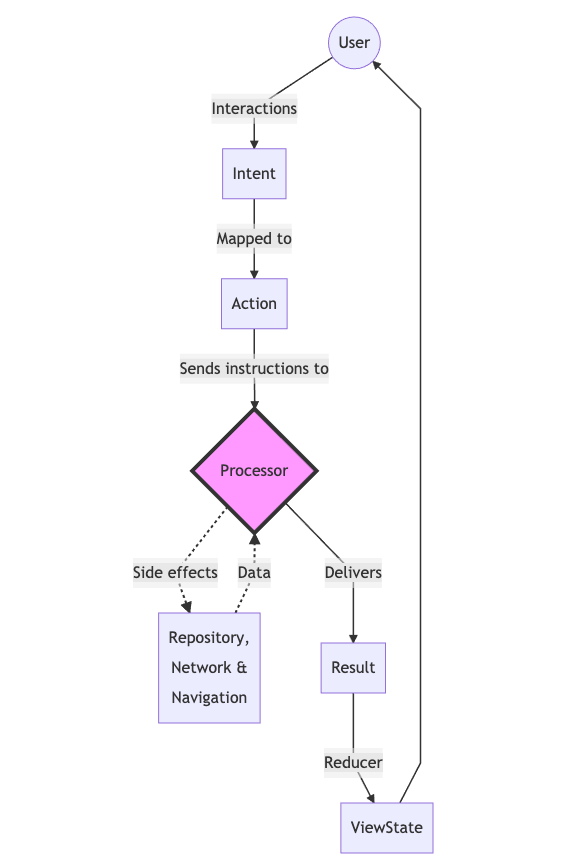 User
Interactions
Intent
Mapped to
Action
Sends instructions to
Processor
Side effects
Data
Delivers
Repository,
Network &
Navigation
Result
Reducer
ViewState